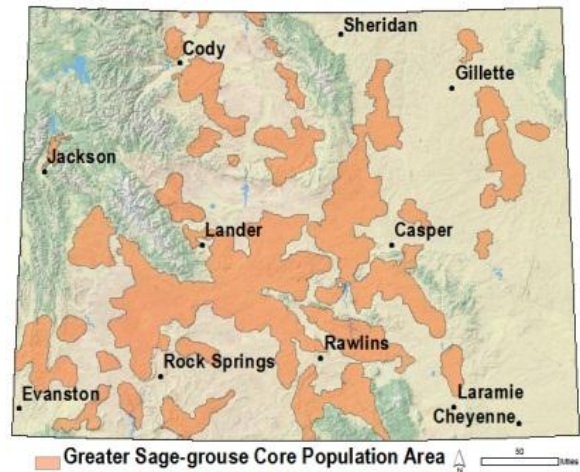 Sheridan
Cody
Gillette
Jackson
Lander
Casper
Rawlins
Rock Springs
Evanston
Laramie
Cheyenne
Greater Sage-grouse Core Population Area
N
50
Miles